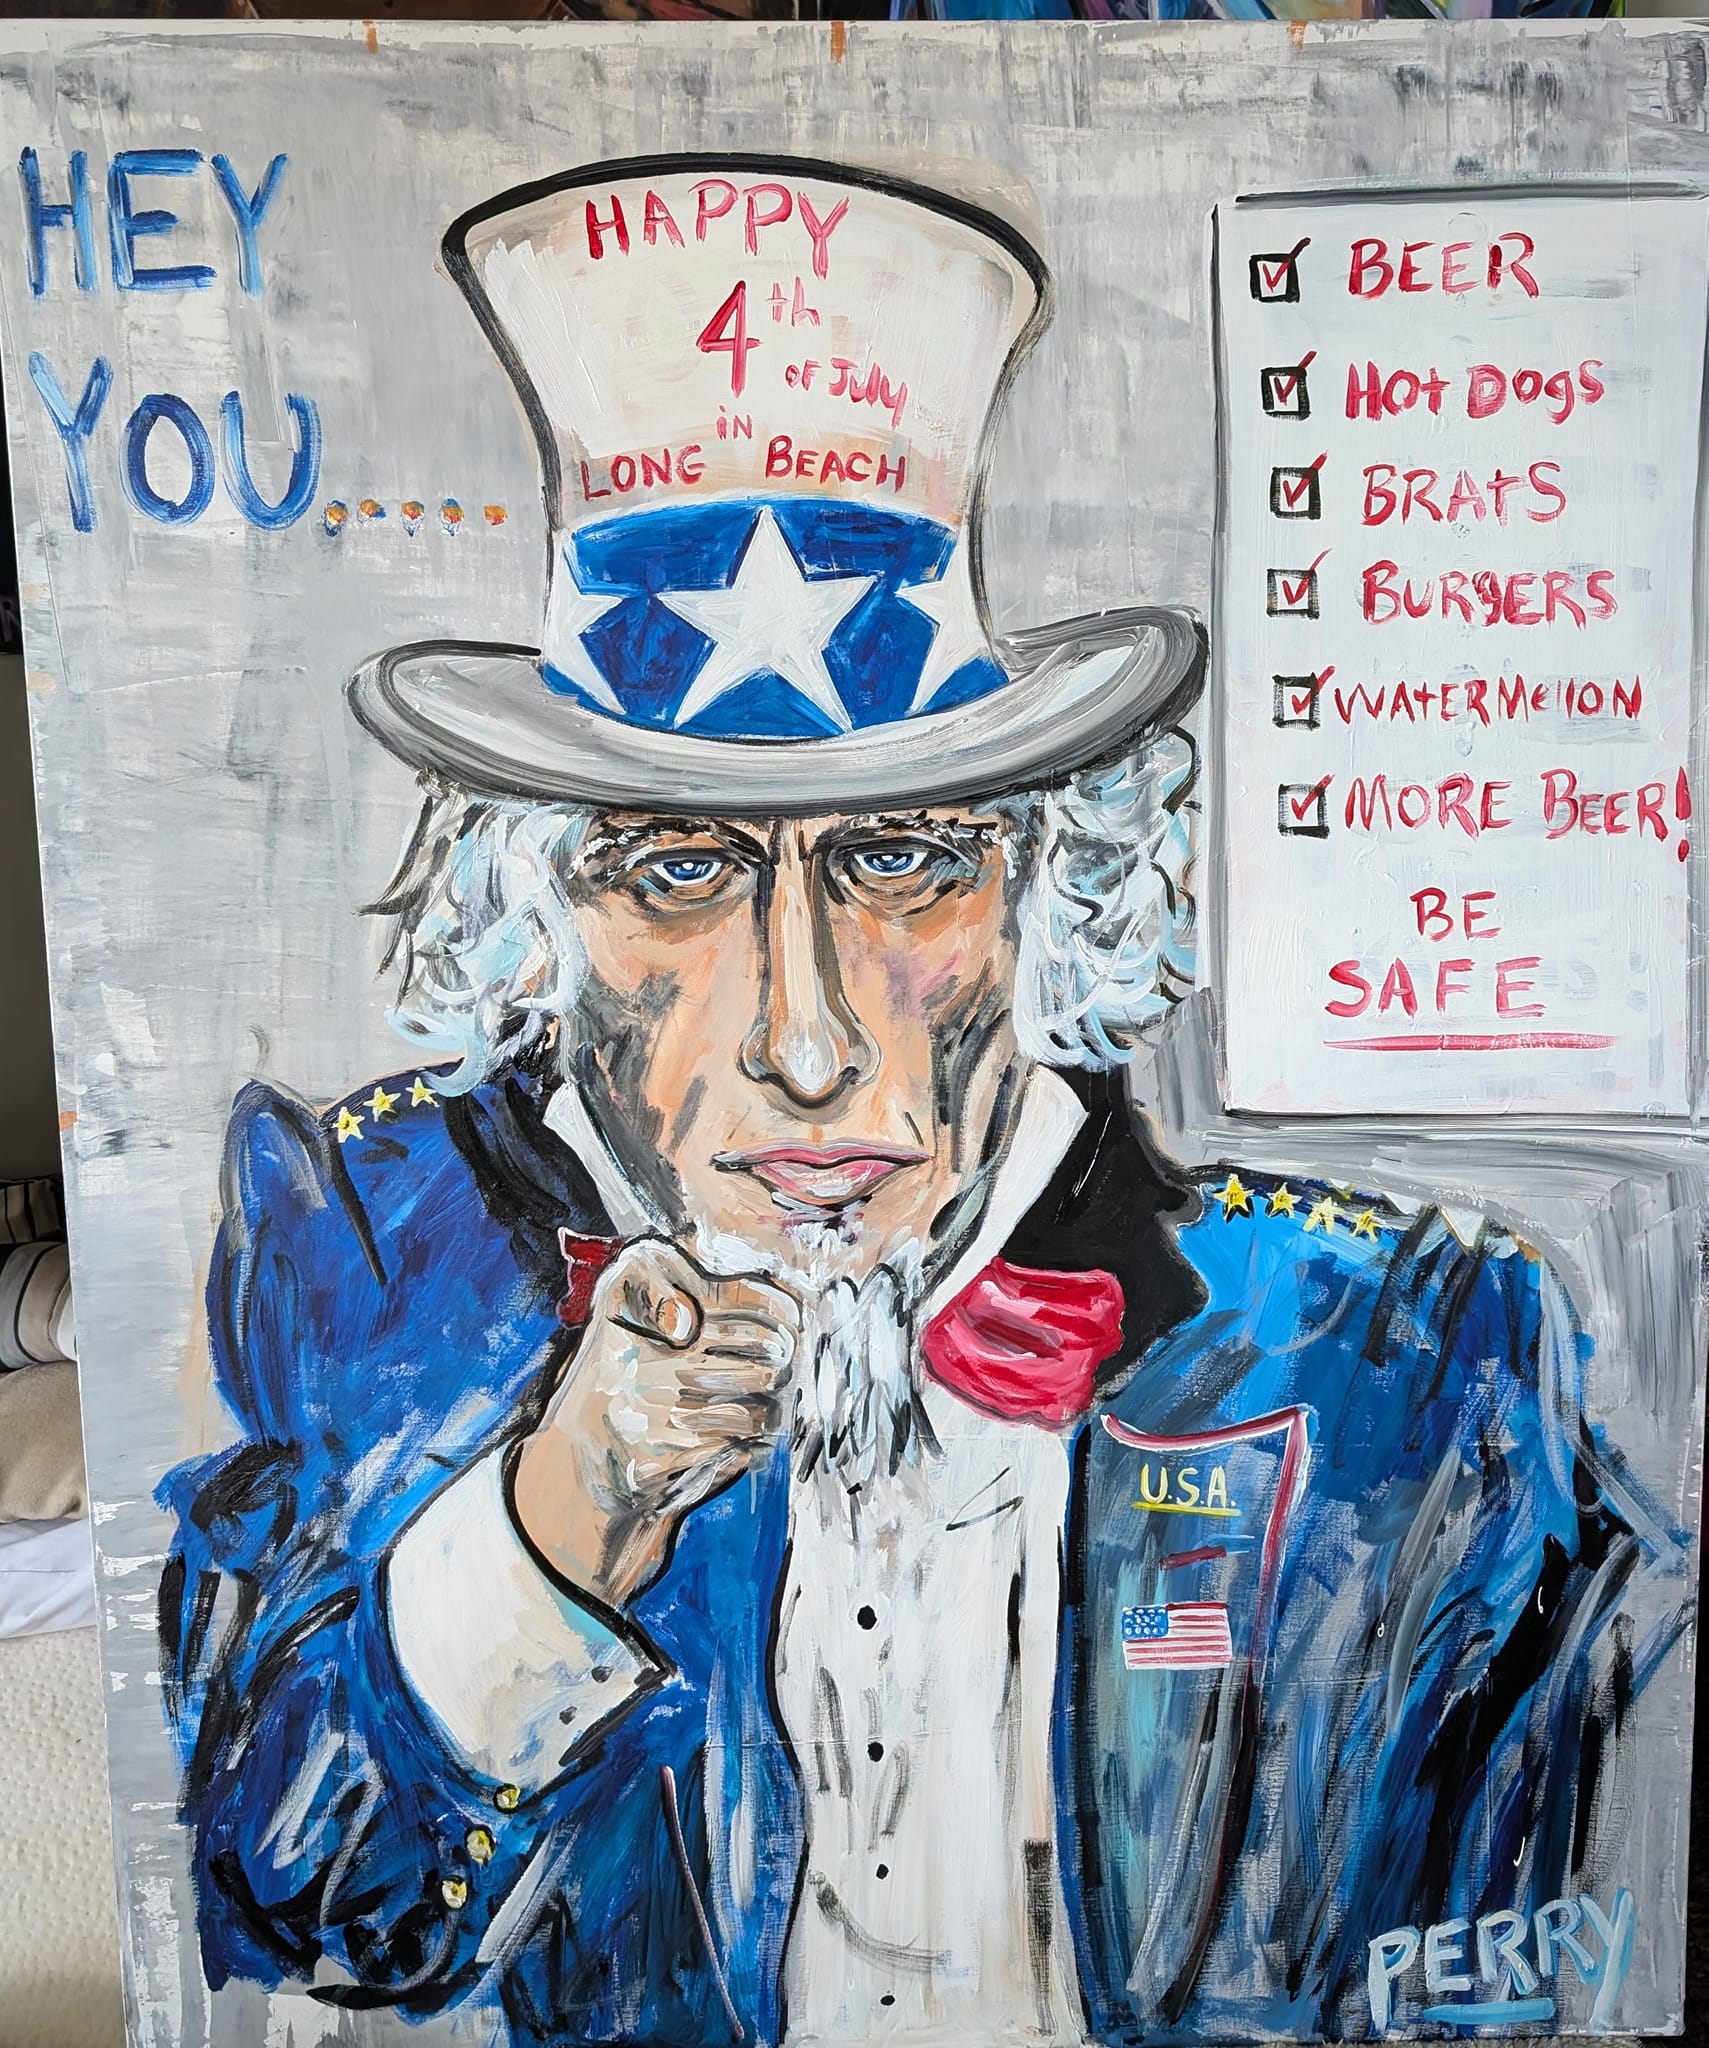 HEY
YOU.....
HAPPY
4th
OF July
in
LONG BEACH
BEER
Hot Dogs
BRAtS
BURgERS
WAtERMellON
MORE BEER!
BE
SAFE
U.S.A.
PERRY